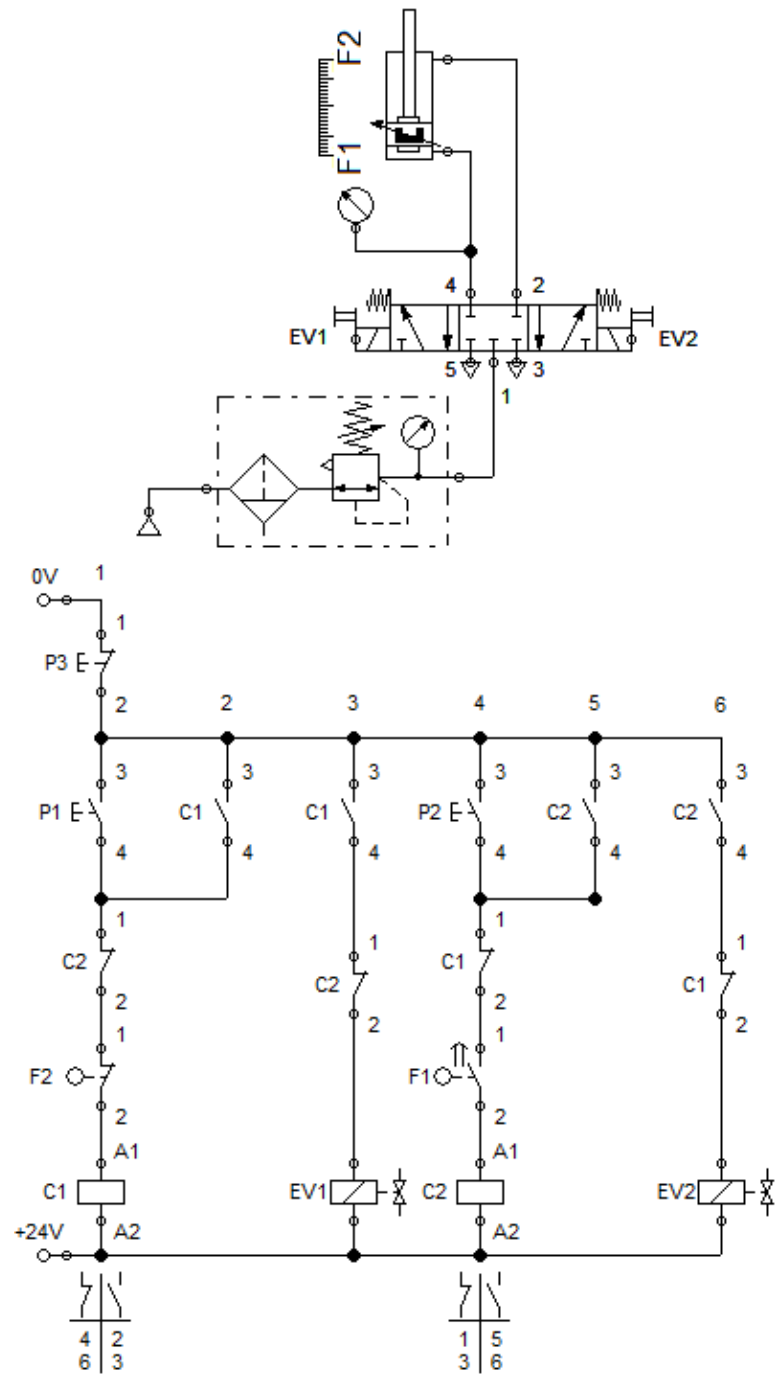 F2
F1
4 2
EV1 EV2
5 3
1
1
0V
1
P3
2 2 3 4 5 6
3 3 3 3 3 3
P1 C1 C1 P2 C2 C2
4 4 4 4 4 4
1 1
1 1
C2 C2 C1 C1
2 2 2 2
1 1
F2 F1
2 2
A1 A1
C1 EV1 C2 EV2
+24V A2 A2
4 2 1 5
6 3 3 6